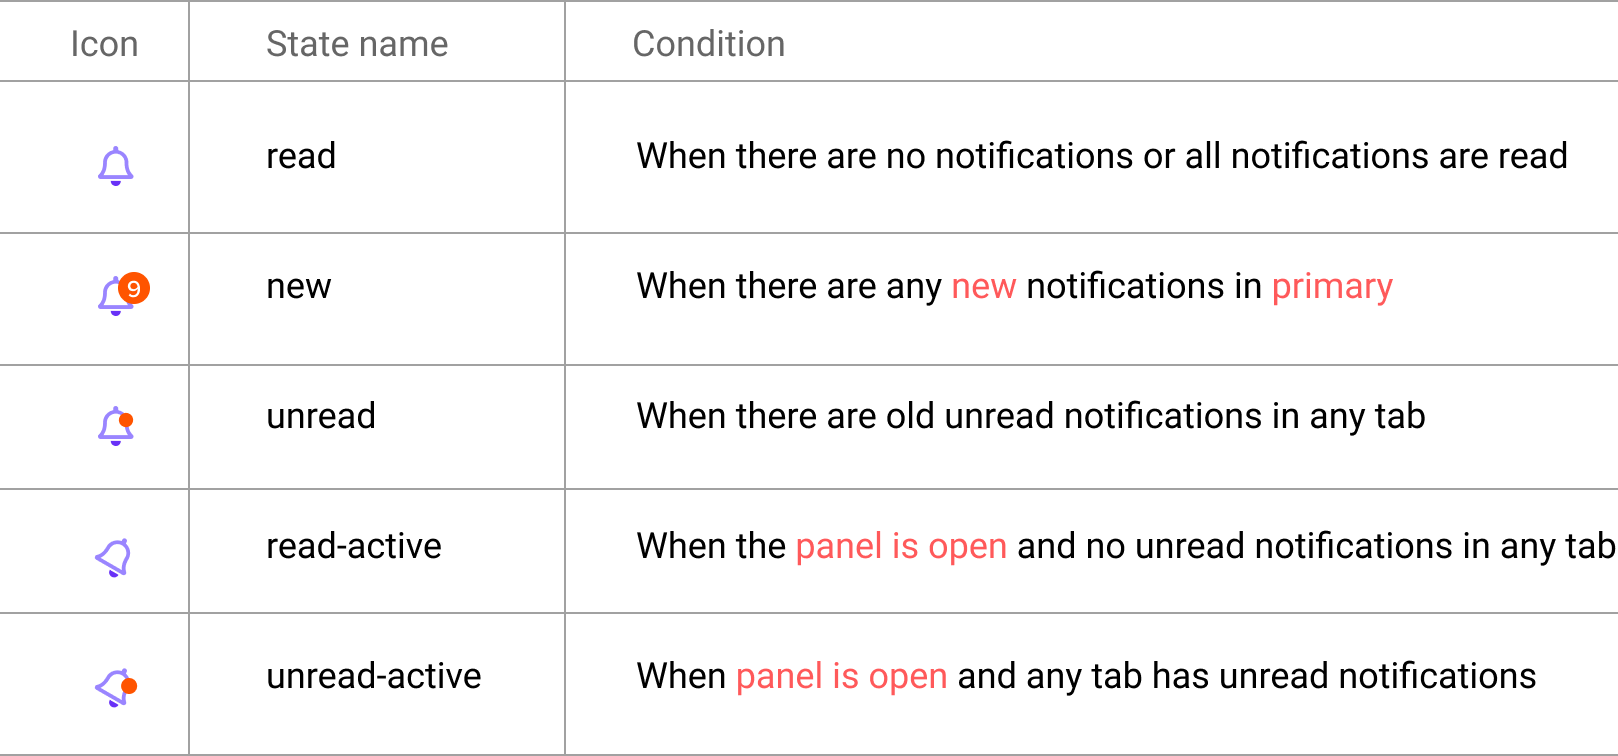 Icon State name Condition
read When there are no notifications or all notifications are read
9 new When there are any new notifications in primary
unread When there are old unread notifications in any tab
read-active When the panel is open and no unread notifications in any tab
unread-active When panel is open and any tab has unread notifications